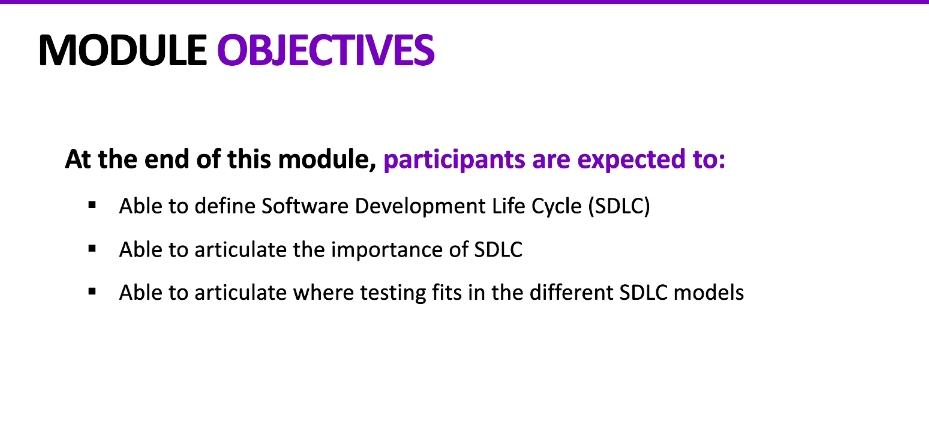 MODULE OBJECTIVES
At the end of this module, participants are expected to:
▪ Able to define Software Development Life Cycle (SDLC)
▪ Able to articulate the importance of SDLC
▪ Able to articulate where testing fits in the different SDLC models